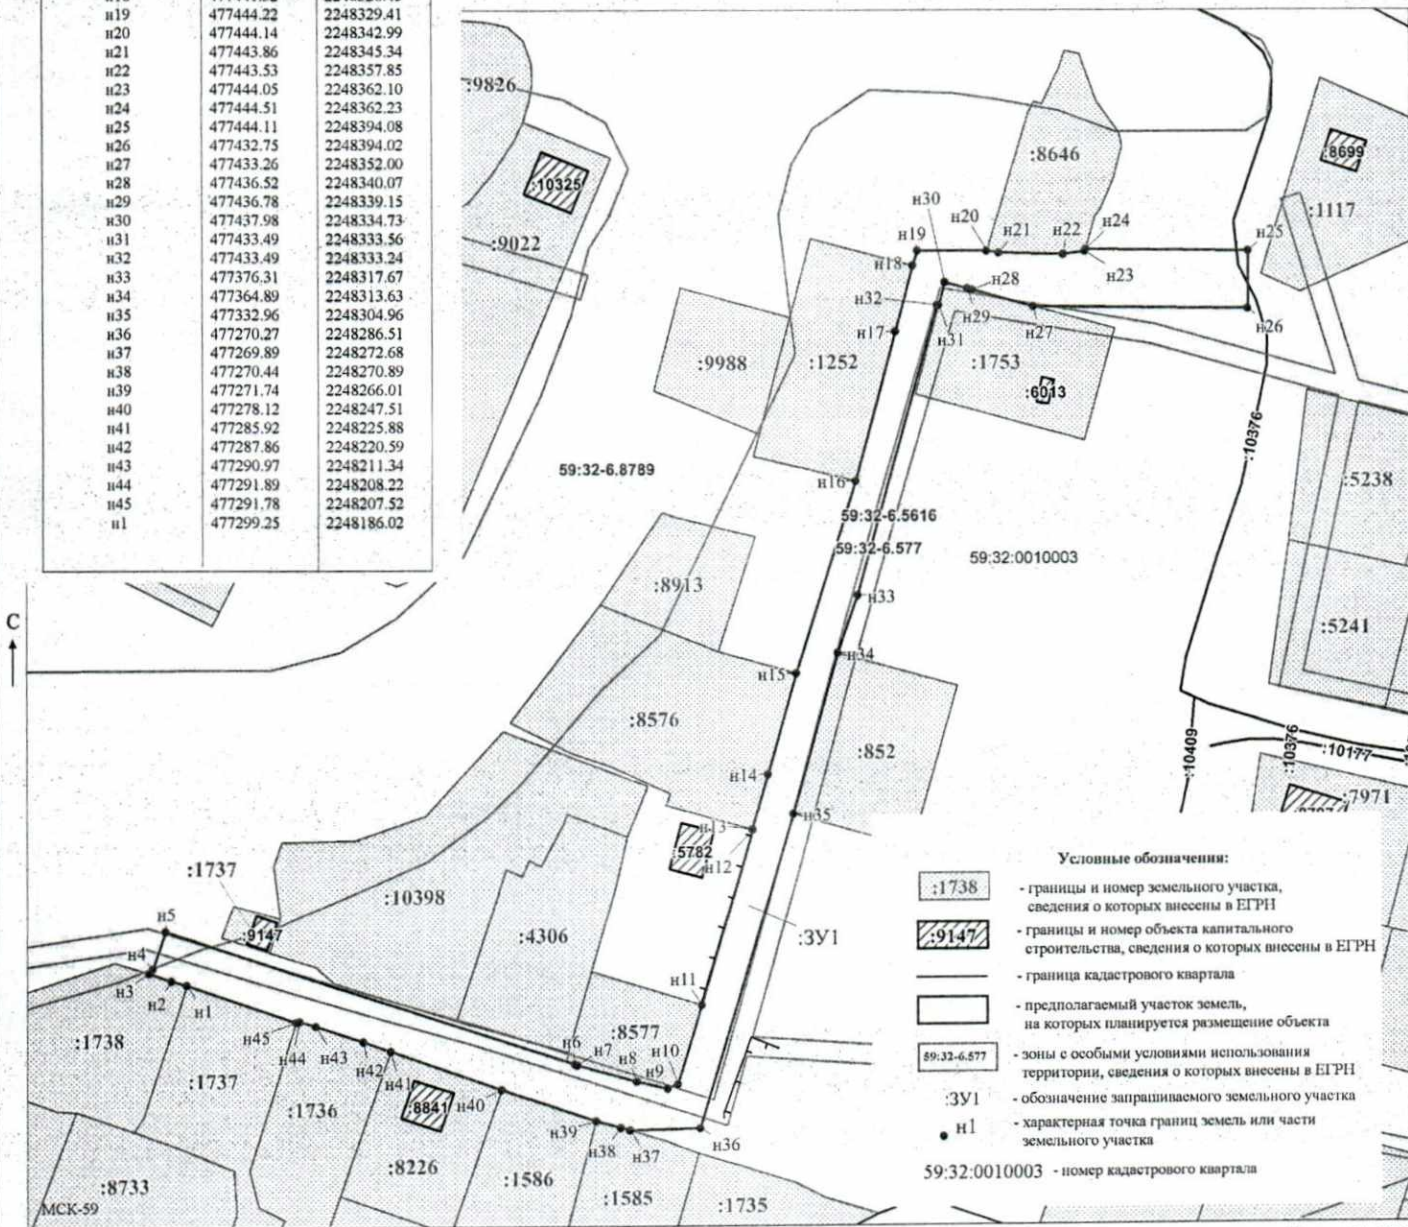 н19 477444.22 2248329.41
н20 477444.14 2248342.99
н21 477443.86 2248345.34
н22 477443.53 2248357.85
н23 477444.05 2248362.10
н24 477444.51 2248362.23
н25 477444.11 2248394.08
н26 477432.75 2248394.02
н27 477433.26 2248352.00
н28 477436.52 2248340.07
н29 477436.78 2248339.15
н30 477437.98 2248334.73
н31 477433.49 2248333.56
н32 477433.49 2248333.24
н33 477376.31 2248317.67
н34 477364.89 2248313.63
н35 477332.96 2248304.96
н36 477270.27 2248286.51
н37 477269.89 2248272.68
н38 477270.44 2248270.89
н39 477271.74 2248266.01
н40 477278.12 2248247.51
н41 477285.92 2248225.88
н42 477287.86 2248220.59
н43 477290.97 2248211.34
н44 477291.89 2248208.22
н45 477291.78 2248207.52
н1 477299.25 2248186.02
:9826
:10325
:9022
:8646
:8699
:1117
н30
н20
н21
н22
н24
н19
н25
н18
н23
н28
н32
н29
н27
н26
н17
н31
:9988
:1252
:1753
:6013
:10376
59:32-6.8789
н16
:5238
59:32-6.5616
59:32-6.577
59:32:0010003
:8913
н33
:5241
С
н34
н15
:8576
:852
н14
:10409
:10376
:10177
:7971
н13
н35
:5782
н12
:1737
:10398
н5
:9147
:4306
:ЗУ1
н4
н3
н2
н1
н11
:1738
н45
н44
н43
н6
н7
:8577
н8
н10
н9
н42
н41
:1737
:1736
:8841
н40
н39
н38
н37
н36
:8226
:1586
:1585
:1735
:8733
МСК-59
Условные обозначения:
:1738 - границы и номер земельного участка,
сведения о которых внесены в ЕГРН
:9147 - границы и номер объекта капитального
строительства, сведения о которых внесены в ЕГРН
- граница кадастрового квартала
- предполагаемый участок земель,
на которых планируется размещение объекта
59:32-6.577 - зоны с особыми условиями использования
территории, сведения о которых внесены в ЕГРН
:ЗУ1 - обозначение запрашиваемого земельного участка
н1 - характерная точка границ земель или части
земельного участка
59:32:0010003 - номер кадастрового квартала